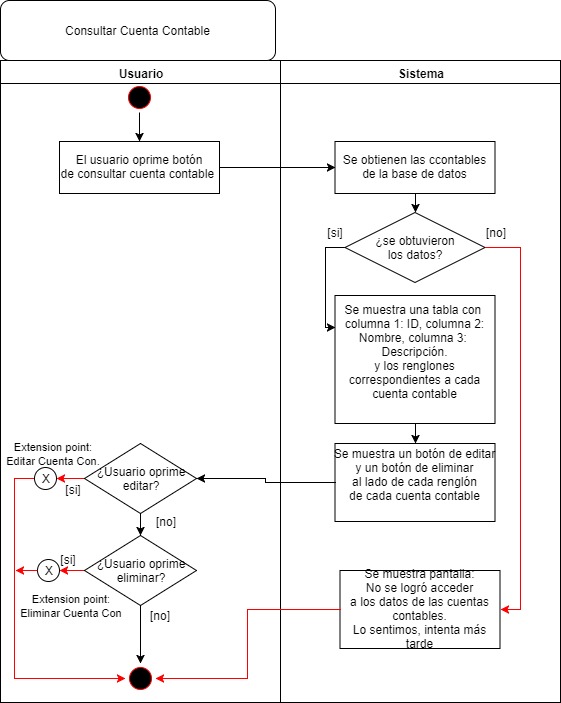 Consultar Cuenta Contable
Usuario
Sistema
El usuario oprime botón
de consultar cuenta contable
Se obtienen las ccontables
de la base de datos
[si]
¿se obtuvieron
los datos?
[no]
Se muestra una tabla con
columna 1: ID, columna 2:
Nombre, columna 3:
Descripción.
y los renglones
correspondientes a cada
cuenta contable
Se muestra un botón de editar
y un botón de eliminar
al lado de cada renglón
de cada cuenta contable
Extension point:
Editar Cuenta Con.
X
[si]
¿Usuario oprime
editar?
[no]
X
[si]
¿Usuario oprime
eliminar?
Extension point:
Eliminar Cuenta Con
[no]
Se muestra pantalla:
No se logró acceder
a los datos de las cuentas
contables.
Lo sentimos, intenta más
tarde